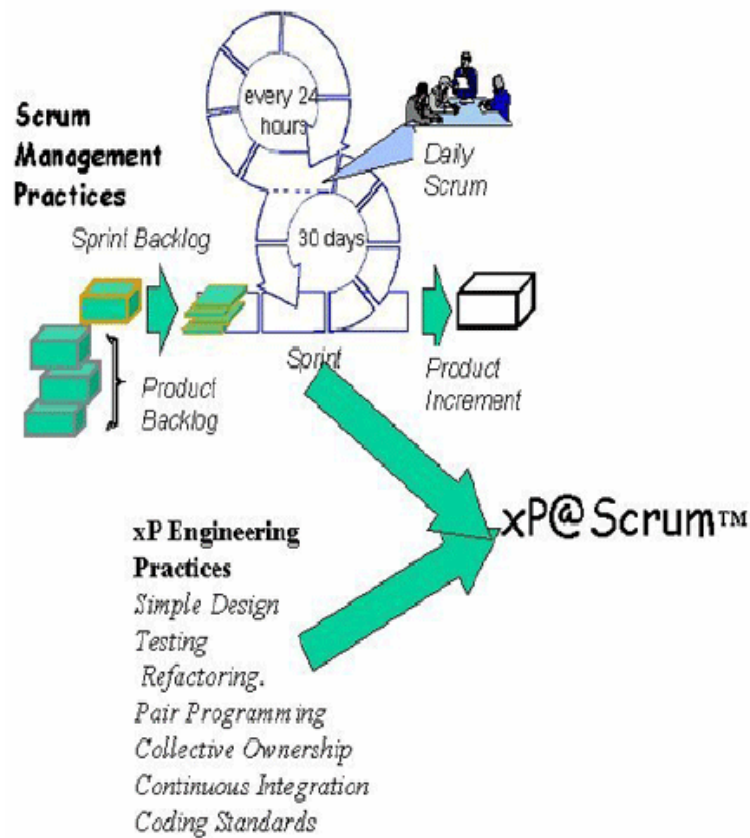 every 24
hours
Scrum
Management
Practices
Daily
Scrum
Sprint Backlog
30 days
Sprint
Product
Backlog
Product
Increment
xP@Scrum™
xP Engineering
Practices
Simple Design
Testing
Refactoring.
Pair Programming
Collective Ownership
Continuous Integration
Coding Standards